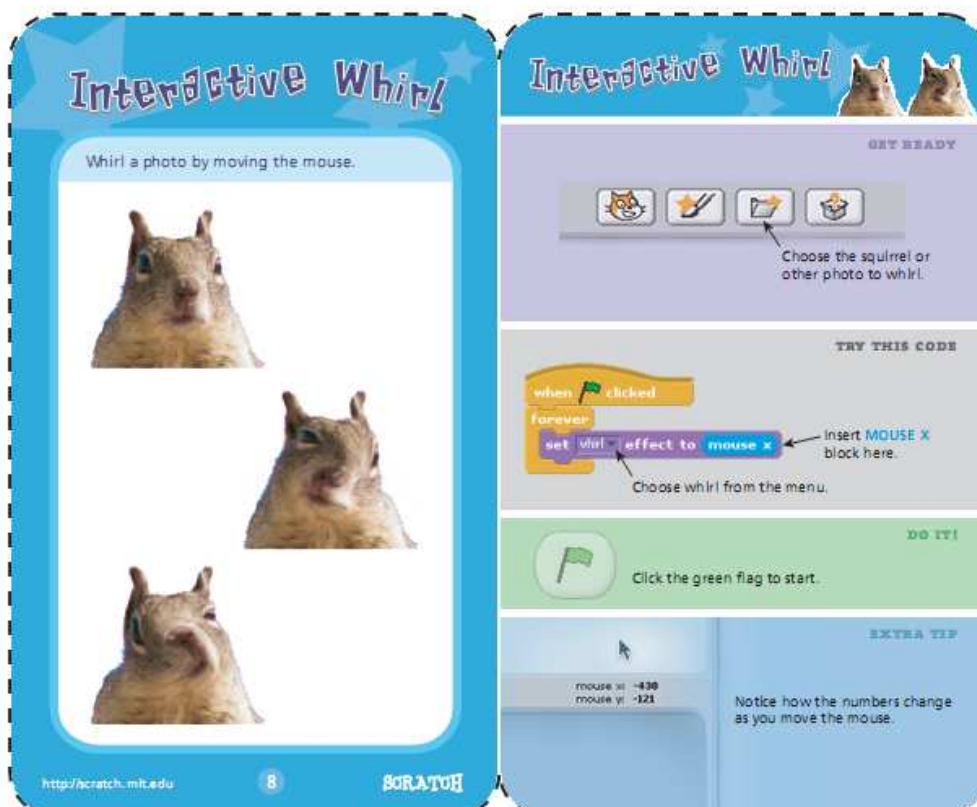 Interactive Whirl
Whirl a photo by moving the mouse.
http://scratch.mit.edu
8
SCRATCH
Interactive Whirl
GET READY
Choose the squirrel or
other photo to whirl.
TRY THIS CODE
when clicked
forever
set whirl effect to mouse x
Insert MOUSE X
block here.
Choose whirl from the menu.
DO IT!
Click the green flag to start.
EXTRA TIP
mouse x: -430
mouse y: -121
Notice how the numbers change
as you move the mouse.